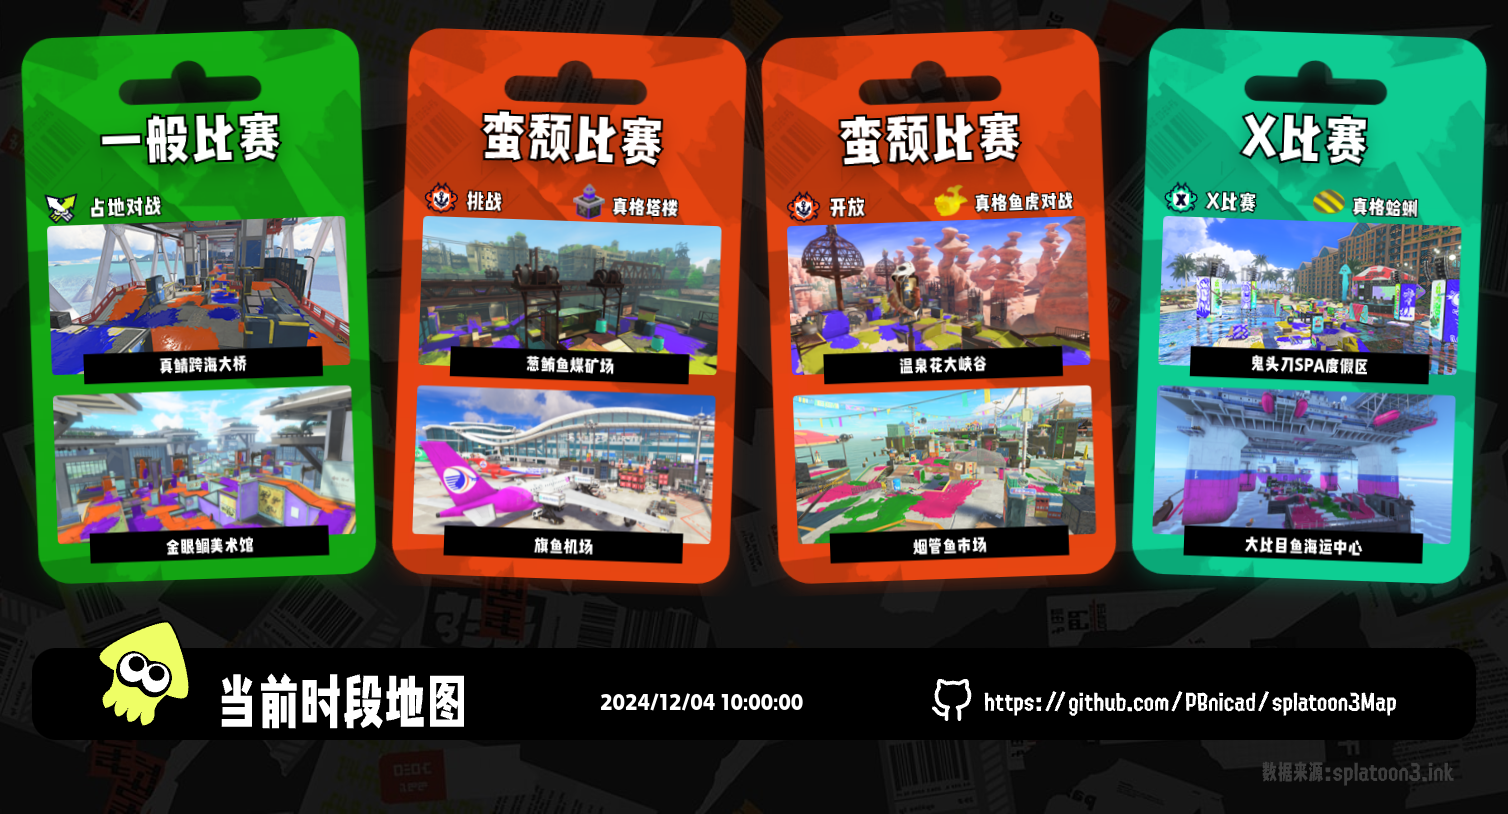 一般比赛
占地对战
真鲷跨海大桥
金眼鲷美术馆
蛮颓比赛
挑战
真格塔楼
葱鲔鱼煤矿场
旗鱼机场
蛮颓比赛
开放
真格鱼虎对战
温泉花大峡谷
烟管鱼市场
X比赛
X比赛
真格蛤蜊
鬼头刀SPA度假区
大比目鱼海运中心
当前时段地图
2024/12/04 10:00:00
https://github.com/PBnicad/splatoon3Map
数据来源:splatoon3.ink